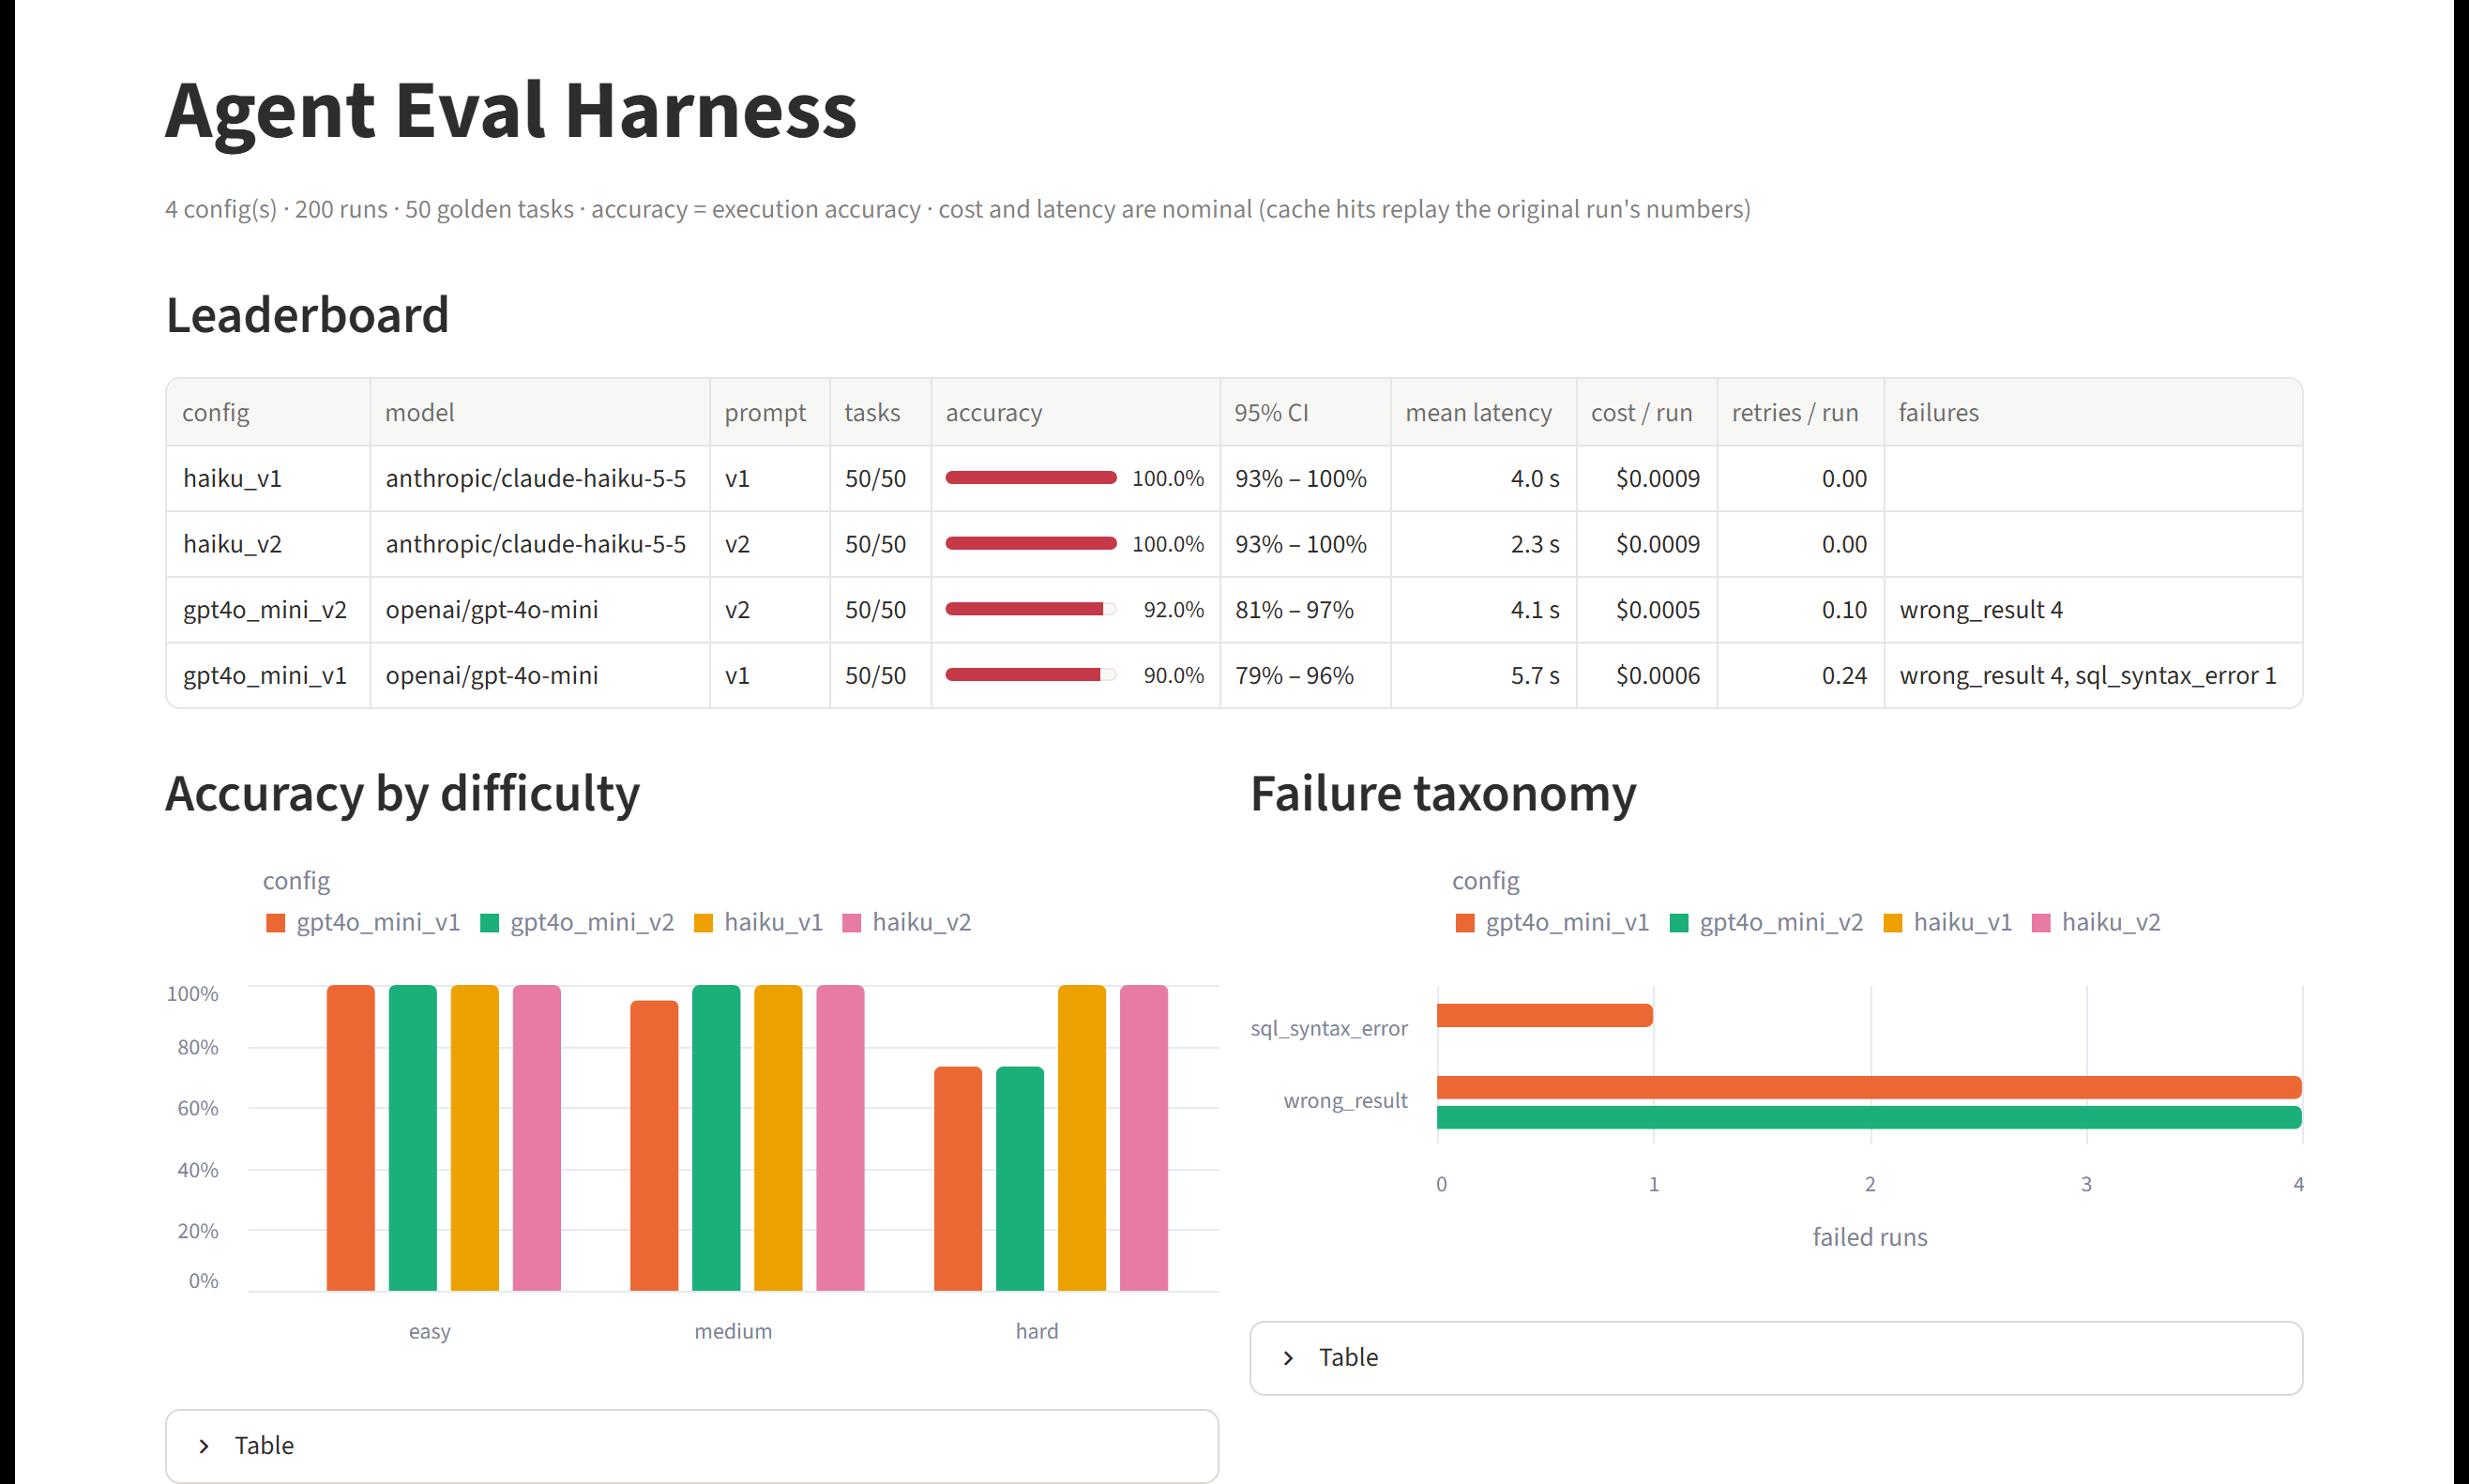 Agent Eval Harness
4 config(s) · 200 runs · 50 golden tasks · accuracy = execution accuracy · cost and latency are nominal (cache hits replay the original run's numbers)
Leaderboard
config model prompt tasks accuracy 95% CI mean latency cost / run retries / run failures
haiku_v1 anthropic/claude-haiku-5-5 v1 50/50 100.0% 93% – 100% 4.0 s $0.0009 0.00
haiku_v2 anthropic/claude-haiku-5-5 v2 50/50 100.0% 93% – 100% 2.3 s $0.0009 0.00
gpt4o_mini_v2 openai/gpt-4o-mini v2 50/50 92.0% 81% – 97% 4.1 s $0.0005 0.10 wrong_result 4
gpt4o_mini_v1 openai/gpt-4o-mini v1 50/50 90.0% 79% – 96% 5.7 s $0.0006 0.24 wrong_result 4, sql_syntax_error 1
Accuracy by difficulty
config
gpt4o_mini_v1 gpt4o_mini_v2 haiku_v1 haiku_v2
100%
80%
60%
40%
20%
0%
easy medium hard
Table
Failure taxonomy
config
gpt4o_mini_v1 gpt4o_mini_v2 haiku_v1 haiku_v2
sql_syntax_error
wrong_result
0 1 2 3 4
failed runs
Table